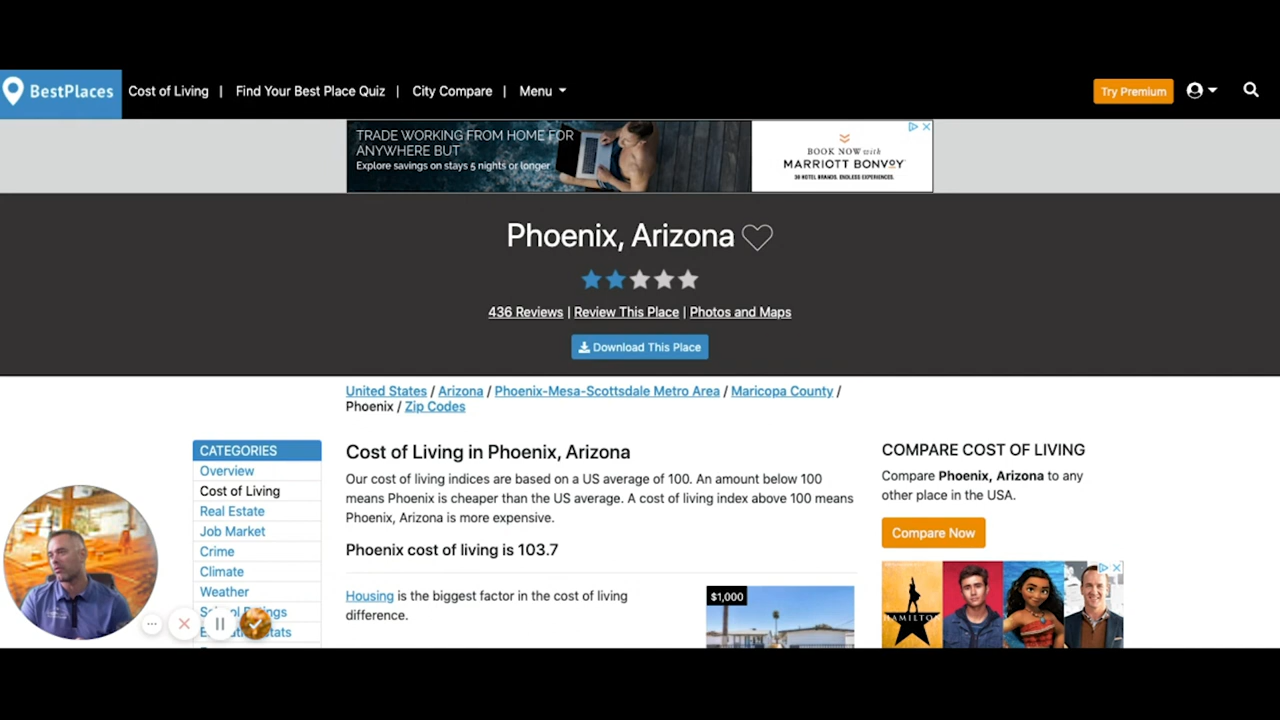 BestPlaces
Cost of Living | Find Your Best Place Quiz | City Compare | Menu
Try Premium
TRADE WORKING FROM HOME FOR
ANYWHERE BUT
Explore savings on stays 5 nights or longer
BOOK NOW with
MARRIOTT BONVOY
30 HOTEL BRANDS. ENDLESS EXPERIENCES.
Phoenix, Arizona
436 Reviews | Review This Place | Photos and Maps
Download This Place
United States / Arizona / Phoenix-Mesa-Scottsdale Metro Area / Maricopa County /
Phoenix / Zip Codes
CATEGORIES
Overview
Cost of Living
Real Estate
Job Market
Crime
Climate
Weather
Cost of Living in Phoenix, Arizona
Our cost of living indices are based on a US average of 100. An amount below 100
means Phoenix is cheaper than the US average. A cost of living index above 100 means
Phoenix, Arizona is more expensive.
Phoenix cost of living is 103.7
Housing is the biggest factor in the cost of living
difference.
$1,000
COMPARE COST OF LIVING
Compare Phoenix, Arizona to any
other place in the USA.
Compare Now
HAMILTON